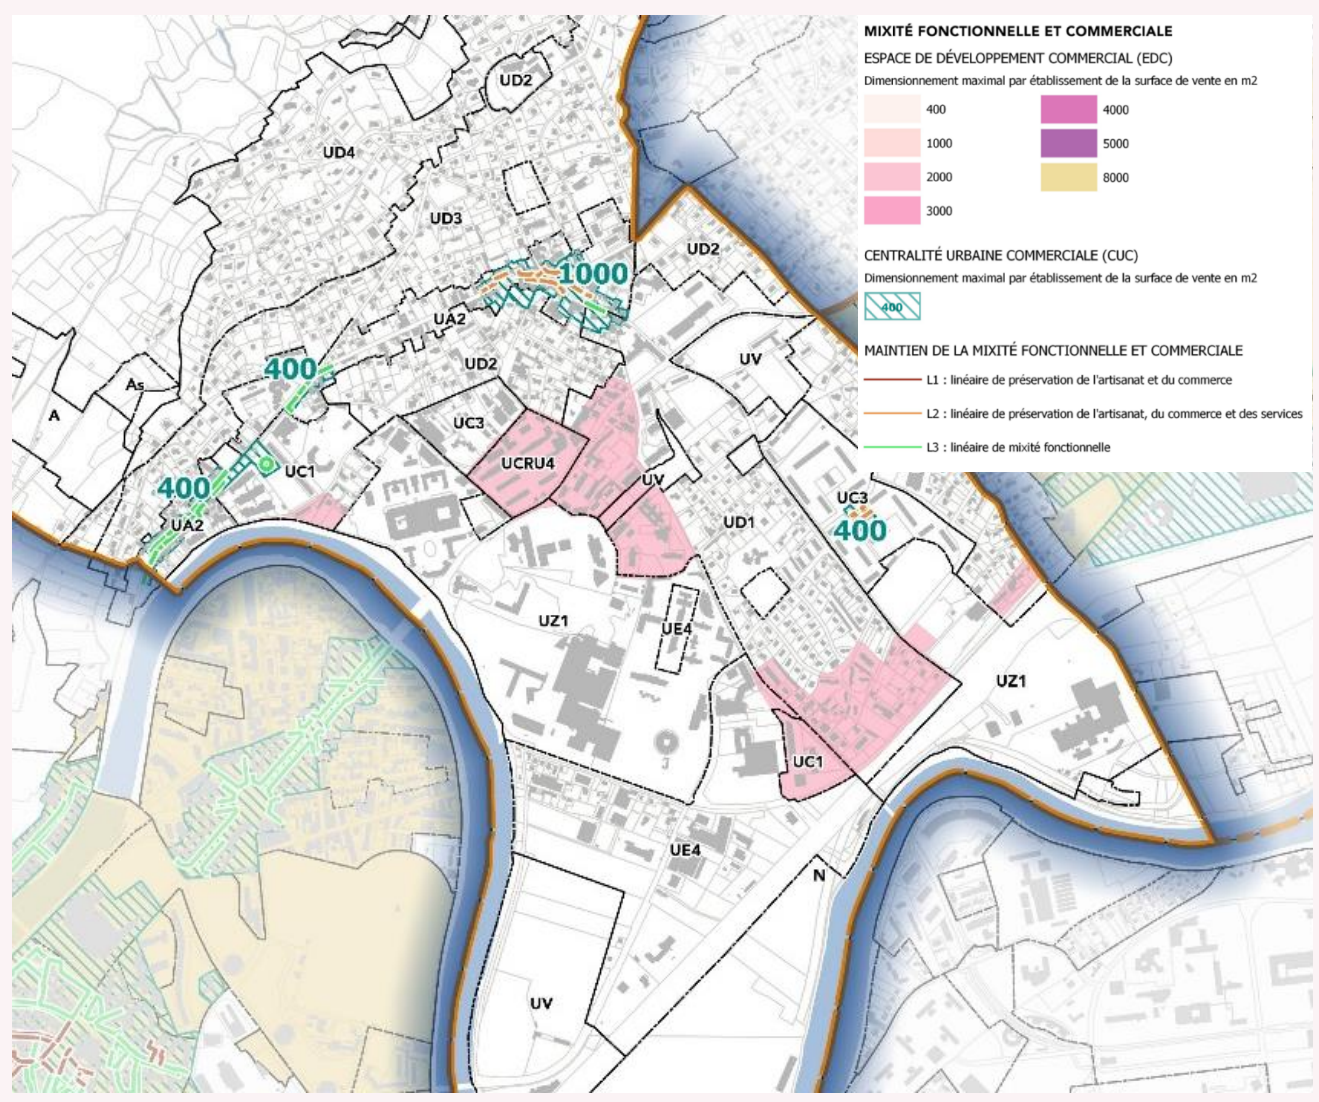 MIXITÉ FONCTIONNELLE ET COMMERCIALE
ESPACE DE DÉVELOPPEMENT COMMERCIAL (EDC)
Dimensionnement maximal par établissement de la surface de vente en m2
400
4000
1000
5000
2000
8000
3000
CENTRALITÉ URBAINE COMMERCIALE (CUC)
Dimensionnement maximal par établissement de la surface de vente en m2
400
MAINTIEN DE LA MIXITÉ FONCTIONNELLE ET COMMERCIALE
L1 : linéaire de préservation de l'artisanat et du commerce
L2 : linéaire de préservation de l'artisanat, du commerce et des services
L3 : linéaire de mixité fonctionnelle
UD2
UD4
UD3
UD2
1000
UA2
UV
UD2
400
As
A
UC3
UCRU4
UC1
UV
400
UC3
UA2
UD1
400
UZ1
UE4
UZ1
UC1
UE4
N
UV